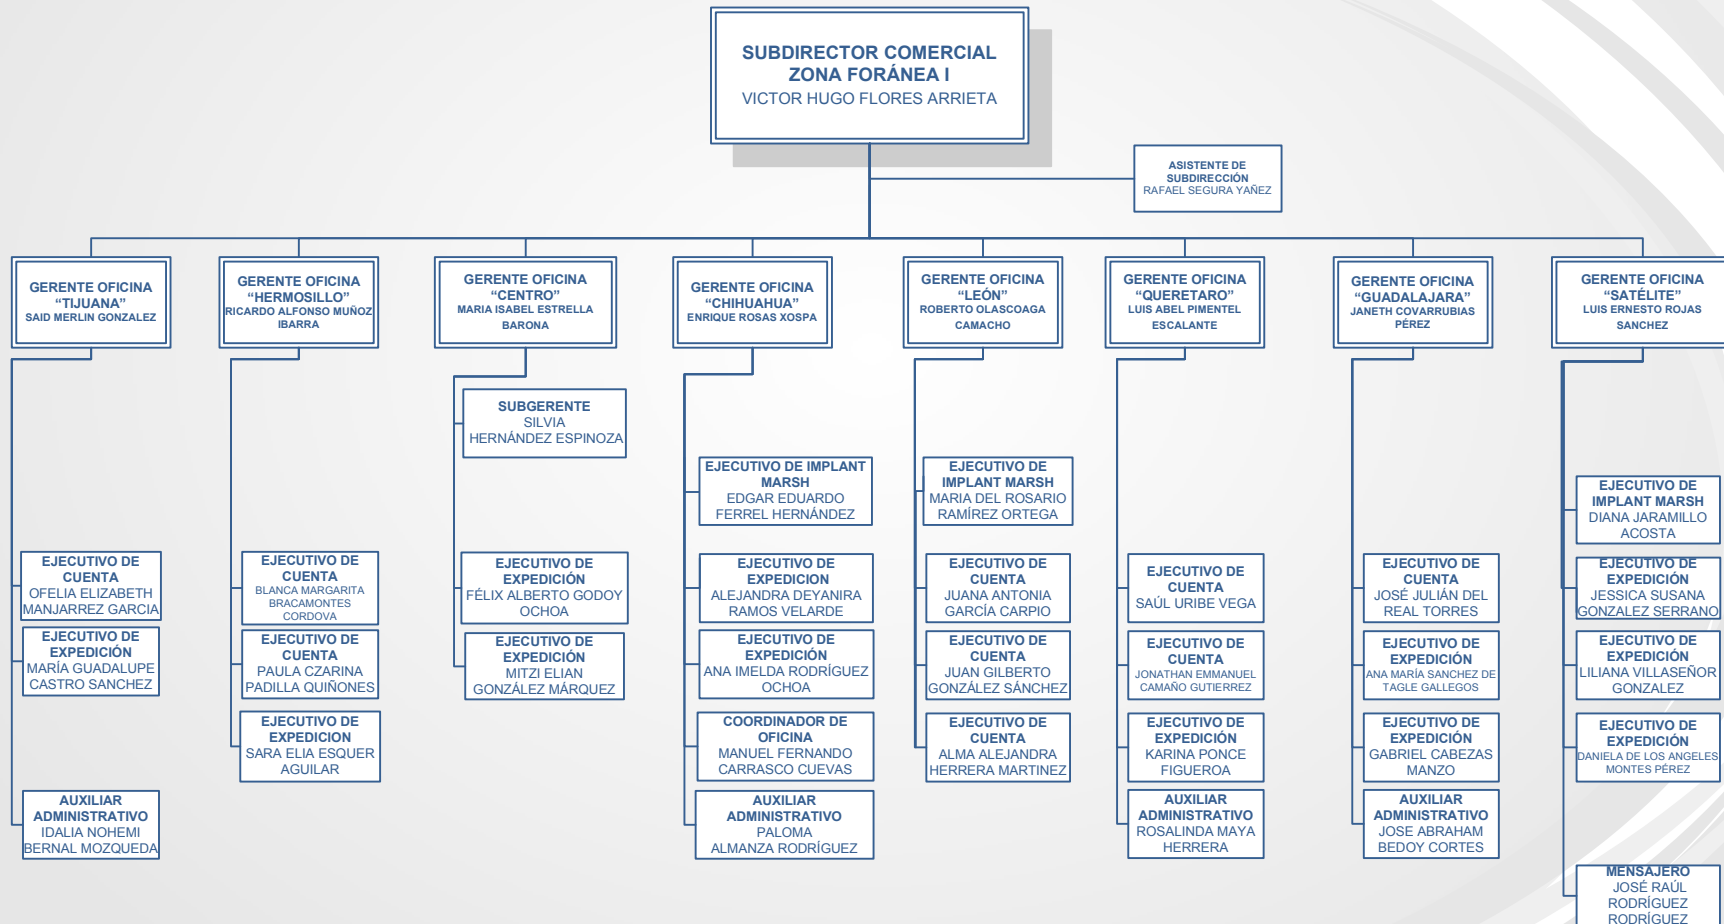 SUBDIRECTOR COMERCIAL
ZONA FORÁNEA I
VICTOR HUGO FLORES ARRIETA
ASISTENTE DE
SUBDIRECCIÓN
RAFAEL SEGURA YAÑEZ
GERENTE OFICINA
“TIJUANA”
SAID MERLIN GONZALEZ
EJECUTIVO DE
CUENTA
OFELIA ELIZABETH
MANJARREZ GARCIA
EJECUTIVO DE
EXPEDICIÓN
MARÍA GUADALUPE
CASTRO SANCHEZ
AUXILIAR
ADMINISTRATIVO
IDALIA NOHEMI
BERNAL MOZQUEDA
GERENTE OFICINA
“HERMOSILLO”
RICARDO ALFONSO MUÑOZ
IBARRA
EJECUTIVO DE
CUENTA
BLANCA MARGARITA
BRACAMONTES
CORDOVA
EJECUTIVO DE
CUENTA
PAULA CZARINA
PADILLA QUIÑONES
EJECUTIVO DE
EXPEDICION
SARA ELIA ESQUER
AGUILAR
GERENTE OFICINA
“CENTRO”
MARIA ISABEL ESTRELLA
BARONA
SUBGERENTE
SILVIA
HERNÁNDEZ ESPINOZA
EJECUTIVO DE
EXPEDICIÓN
FÉLIX ALBERTO GODOY
OCHOA
EJECUTIVO DE
EXPEDICIÓN
MITZI ELIAN
GONZÁLEZ MÁRQUEZ
GERENTE OFICINA
“CHIHUAHUA”
ENRIQUE ROSAS XOSPA
EJECUTIVO DE IMPLANT
MARSH
EDGAR EDUARDO
FERREL HERNÁNDEZ
EJECUTIVO DE
EXPEDICION
ALEJANDRA DEYANIRA
RAMOS VELARDE
EJECUTIVO DE
EXPEDICIÓN
ANA IMELDA RODRÍGUEZ
OCHOA
COORDINADOR DE
OFICINA
MANUEL FERNANDO
CARRASCO CUEVAS
AUXILIAR
ADMINISTRATIVO
PALOMA
ALMANZA RODRÍGUEZ
GERENTE OFICINA
“LEÓN”
ROBERTO OLASCOAGA
CAMACHO
EJECUTIVO DE
IMPLANT MARSH
MARIA DEL ROSARIO
RAMÍREZ ORTEGA
EJECUTIVO DE
CUENTA
JUANA ANTONIA
GARCÍA CARPIO
EJECUTIVO DE
CUENTA
JUAN GILBERTO
GONZÁLEZ SÁNCHEZ
EJECUTIVO DE
CUENTA
ALMA ALEJANDRA
HERRERA MARTINEZ
GERENTE OFICINA
“QUERETARO”
LUIS ABEL PIMENTEL
ESCALANTE
EJECUTIVO DE
CUENTA
SAÚL URIBE VEGA
EJECUTIVO DE
CUENTA
JONATHAN EMMANUEL
CAMAÑO GUTIERREZ
EJECUTIVO DE
EXPEDICIÓN
KARINA PONCE
FIGUEROA
AUXILIAR
ADMINISTRATIVO
ROSALINDA MAYA
HERRERA
GERENTE OFICINA
“GUADALAJARA”
JANETH COVARRUBIAS
PÉREZ
EJECUTIVO DE
CUENTA
JOSÉ JULIÁN DEL
REAL TORRES
EJECUTIVO DE
EXPEDICIÓN
ANA MARÍA SANCHEZ DE
TAGLE GALLEGOS
EJECUTIVO DE
EXPEDICIÓN
GABRIEL CABEZAS
MANZO
AUXILIAR
ADMINISTRATIVO
JOSE ABRAHAM
BEDOY CORTES
GERENTE OFICINA
“SATÉLITE”
LUIS ERNESTO ROJAS
SANCHEZ
EJECUTIVO DE
IMPLANT MARSH
DIANA JARAMILLO
ACOSTA
EJECUTIVO DE
EXPEDICIÓN
JESSICA SUSANA
GONZALEZ SERRANO
EJECUTIVO DE
EXPEDICIÓN
LILIANA VILLASEÑOR
GONZALEZ
EJECUTIVO DE
EXPEDICIÓN
DANIELA DE LOS ANGELES
MONTES PÉREZ
MENSAJERO
JOSÉ RAÚL
RODRÍGUEZ
RODRÍGUEZ